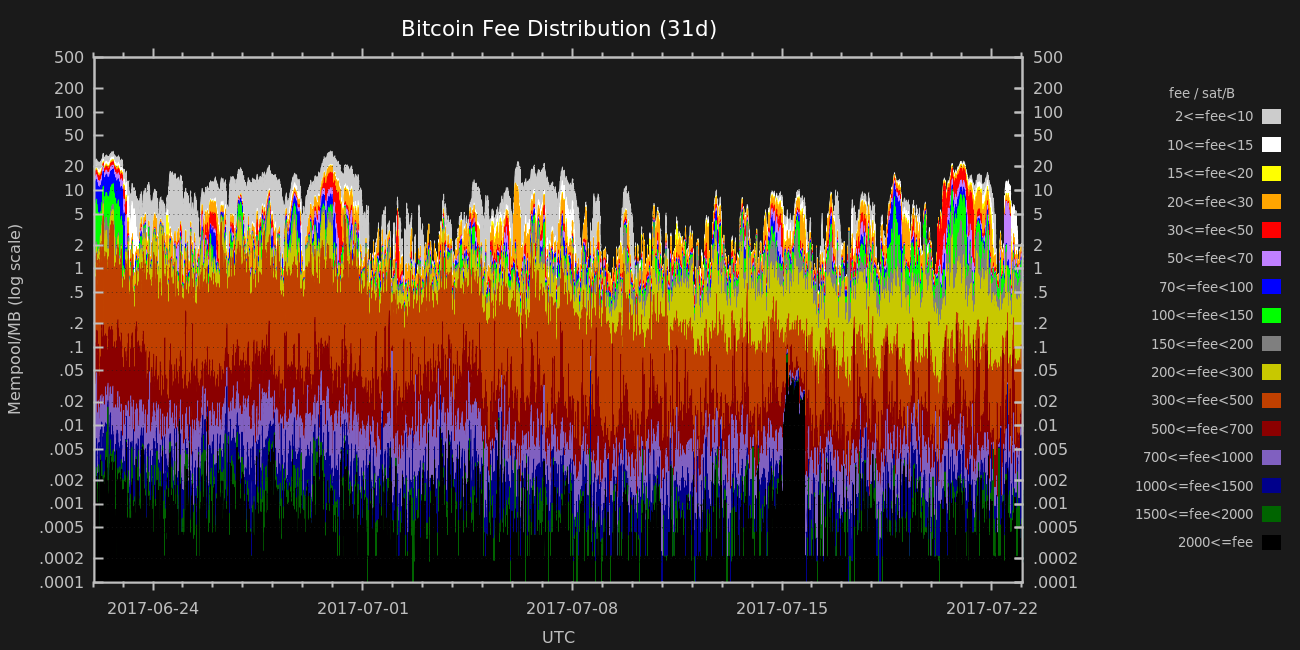 Bitcoin Fee Distribution (31d)
500 500
200 200
100 100
50 50
20 20
10 10
5 5
2 2
1 1
.5 .5
.2 .2
.1 .1
.05 .05
.02 .02
.01 .01
.005 .005
.002 .002
.001 .001
.0005 .0005
.0002 .0002
.0001 .0001
Mempool/MB (log scale)
2017-06-24 2017-07-01 2017-07-08 2017-07-15 2017-07-22
UTC
fee / sat/B
2<=fee<10
10<=fee<15
15<=fee<20
20<=fee<30
30<=fee<50
50<=fee<70
70<=fee<100
100<=fee<150
150<=fee<200
200<=fee<300
300<=fee<500
500<=fee<700
700<=fee<1000
1000<=fee<1500
1500<=fee<2000
2000<=fee